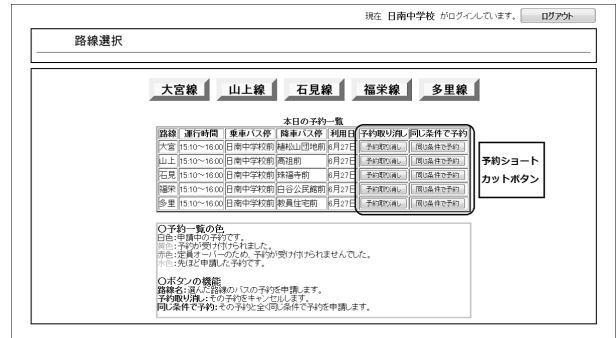 現在 日南中学校 がログインしています。 ログアウト
路線選択
大宮線 山上線 石見線 福栄線 多里線
本日の予約一覧
路線 運行時間 乗車バス停 降車バス停 利用日 予約取り消し 同じ条件で予約
大宮 15:10～16:00 日南中学校前 植松山団地前 6月27日 予約取り消し 同じ条件で予約
山上 15:10～16:00 日南中学校前 高祖前 6月27日 予約取り消し 同じ条件で予約
石見 15:10～16:00 日南中学校前 珠福寺前 6月27日 予約取り消し 同じ条件で予約
福栄 15:10～16:00 日南中学校前 白谷公民館前 6月27日 予約取り消し 同じ条件で予約
多里 15:10～16:00 日南中学校前 教員住宅前 6月27日 予約取り消し 同じ条件で予約
予約ショート
カットボタン
○予約一覧の色
白色:申請中の予約です。
黄色:予約が受け付けられました。
赤色:定員オーバーのため、予約が受け付けられませんでした。
水色:先ほど申請した予約です。
○ボタンの機能
路線名:選んだ路線のバスの予約を申請します。
予約取り消し:その予約をキャンセルします。
同じ条件で予約:その予約と全く同じ条件で予約を申請します。